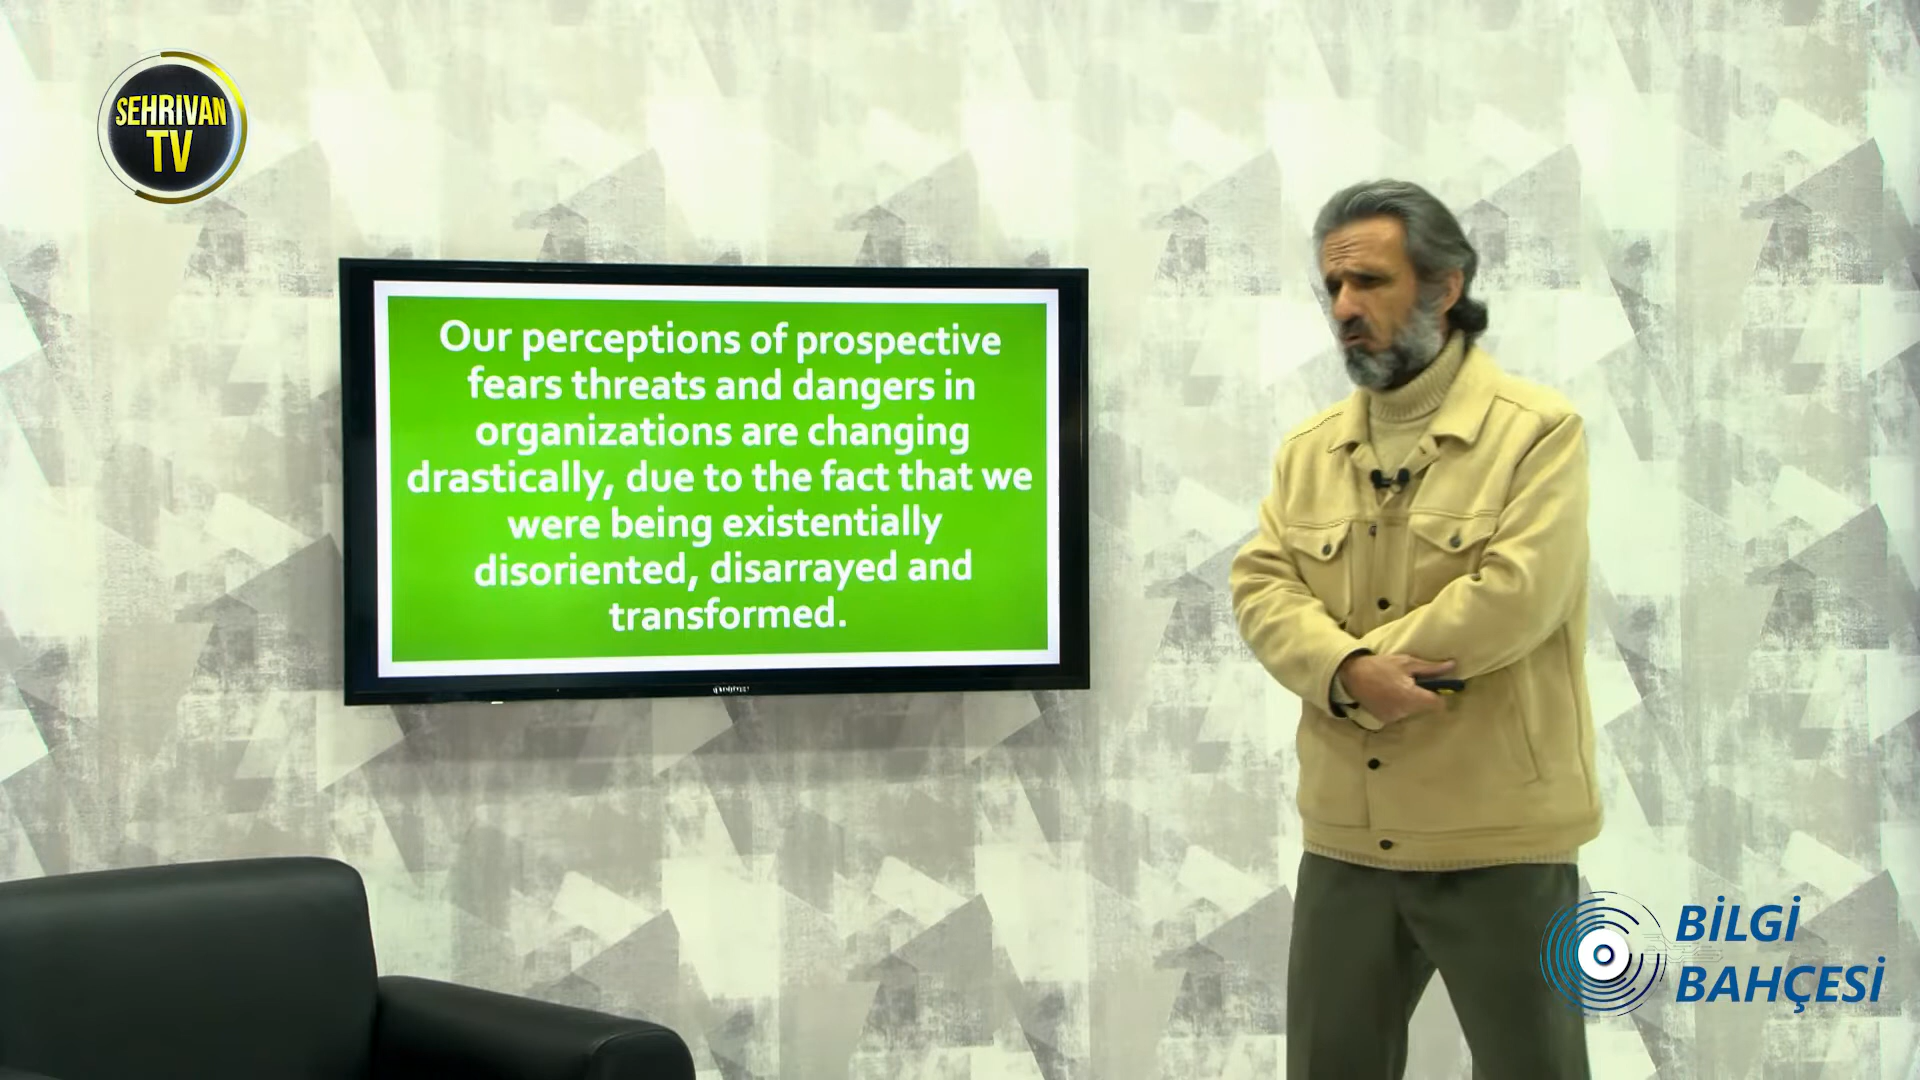 SEHRIVAN
TV
Our perceptions of prospective
fears threats and dangers in
organizations are changing
drastically, due to the fact that we
were being existentially
disoriented, disarrayed and
transformed.
BİLGİ
BAHÇESİ